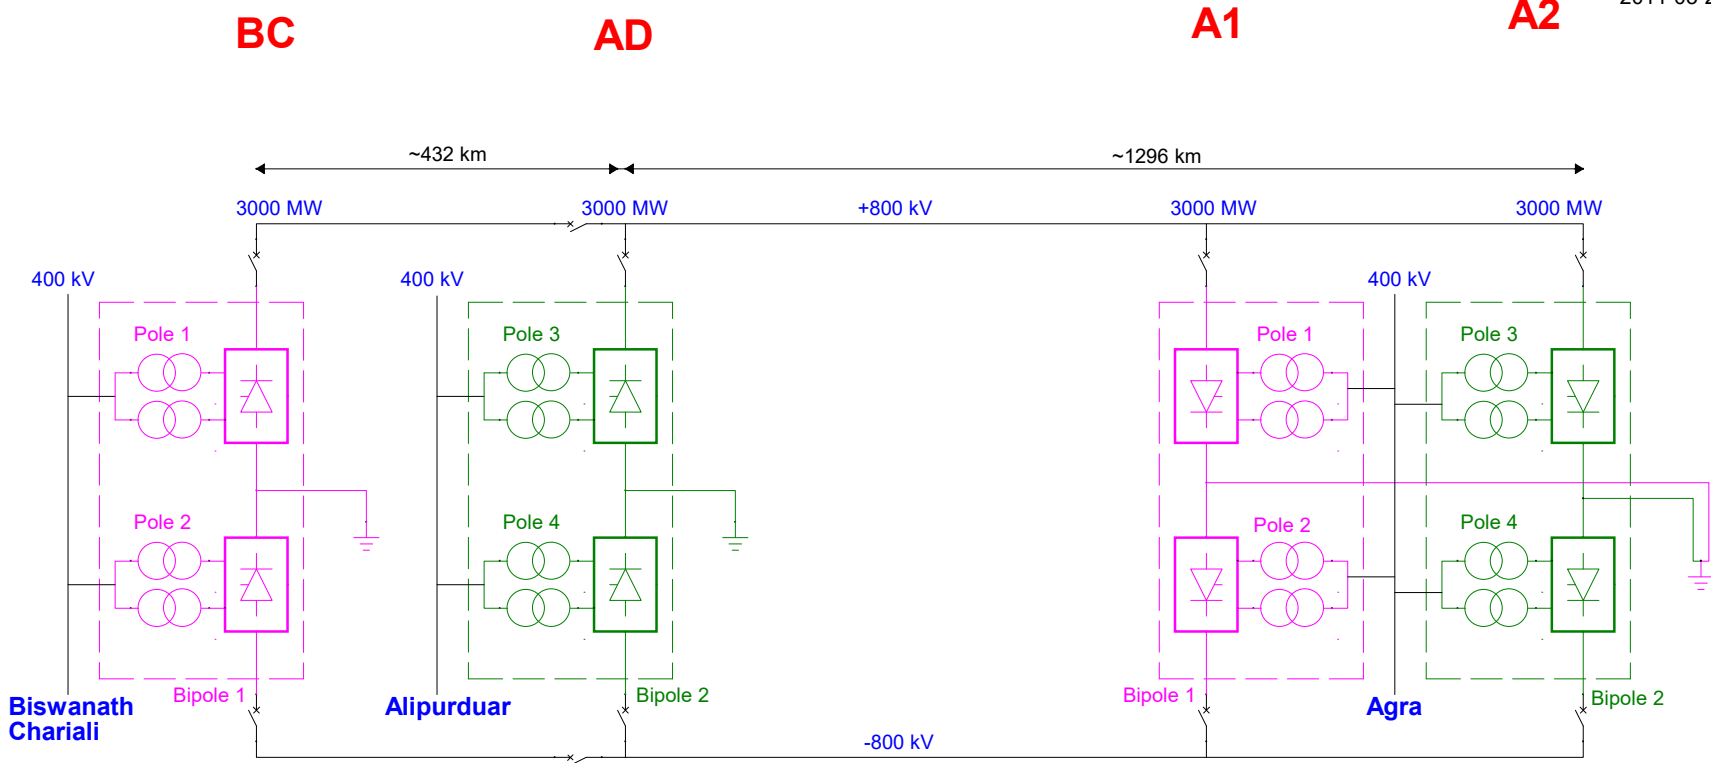 BC
AD
A1
A2
~432 km
~1296 km
3000 MW
3000 MW
+800 kV
3000 MW
3000 MW
400 kV
400 kV
400 kV
Pole 1
Pole 3
Pole 1
Pole 3
Pole 2
Pole 4
Pole 2
Pole 4
Bipole 1
Bipole 2
Bipole 1
Bipole 2
Biswanath
Chariali
Alipurduar
Agra
-800 kV